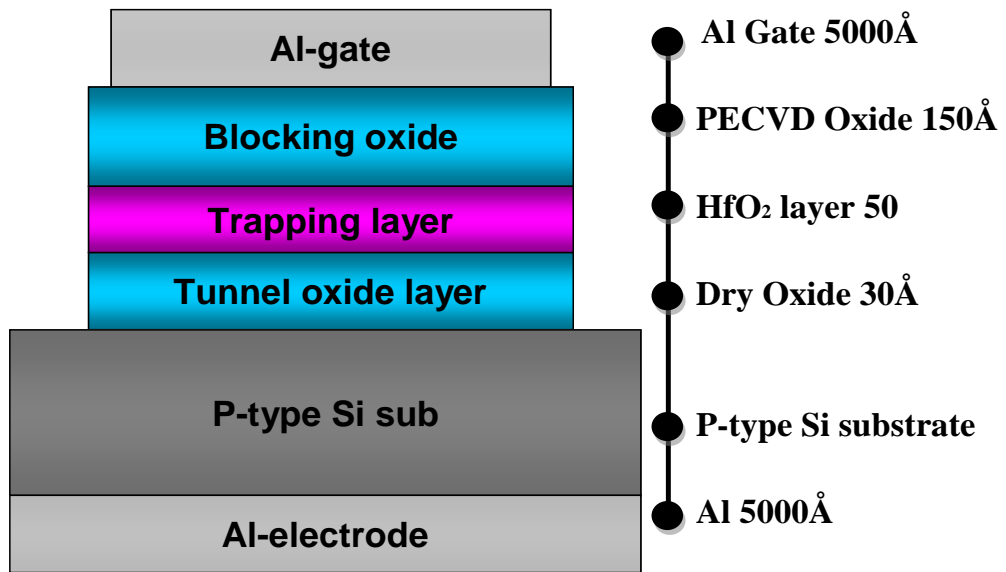 Al-gate
Blocking oxide
Trapping layer
Tunnel oxide layer
P-type Si sub
Al-electrode
Al Gate 5000Å
PECVD Oxide 150Å
HfO₂ layer 50
Dry Oxide 30Å
P-type Si substrate
Al 5000Å